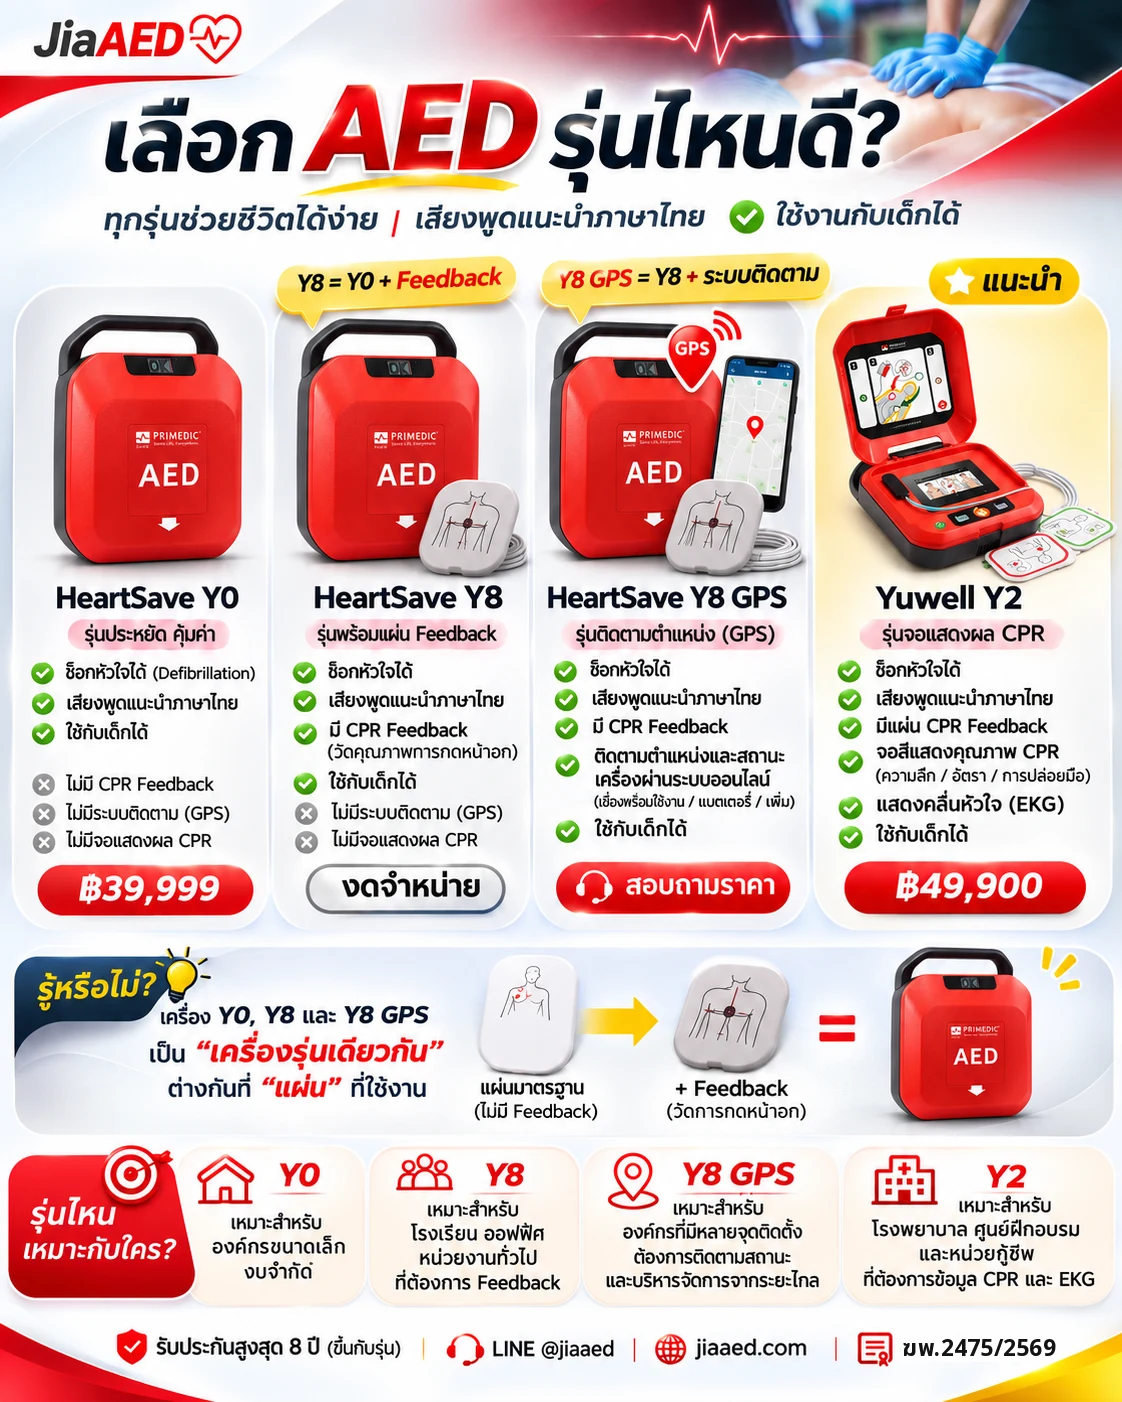 JiaAED
เลือก AED รุ่นไหนดี?
ทุกรุ่นช่วยชีวิตได้ง่าย | เสียงพูดแนะนำภาษาไทย ใช้งานกับเด็กได้
Y8 = Y0 + Feedback
Y8 GPS = Y8 + ระบบติดตาม
แนะนำ
PRIMEDIC
AED
PRIMEDIC
AED
GPS
PRIMEDIC
AED
HeartSave Y0
รุ่นประหยัด คุ้มค่า
ช็อกหัวใจได้ (Defibrillation)
เสียงพูดแนะนำภาษาไทย
ใช้กับเด็กได้
ไม่มี CPR Feedback
ไม่มีระบบติดตาม (GPS)
ไม่มีจอแสดงผล CPR
฿39,999
HeartSave Y8
รุ่นพร้อมแผ่น Feedback
ช็อกหัวใจได้
เสียงพูดแนะนำภาษาไทย
มี CPR Feedback
(วัดคุณภาพการกดหน้าอก)
ใช้กับเด็กได้
ไม่มีระบบติดตาม (GPS)
ไม่มีจอแสดงผล CPR
งดจำหน่าย
HeartSave Y8 GPS
รุ่นติดตามตำแหน่ง (GPS)
ช็อกหัวใจได้
เสียงพูดแนะนำภาษาไทย
มี CPR Feedback
ติดตามตำแหน่งและสถานะ
เครื่องผ่านระบบออนไลน์
(เชื่องพร็อมใช้งาน / แบตเตอรี่ / เพิ่ม)
ใช้กับเด็กได้
สอบถามราคา
Yuwell Y2
รุ่นจอแสดงผล CPR
ช็อกหัวใจได้
เสียงพูดแนะนำภาษาไทย
มีแผ่น CPR Feedback
จอสีแสดงคุณภาพ CPR
(ความลึก / อัตรา / การปล่อยมือ)
แสดงคลื่นหัวใจ (EKG)
ใช้กับเด็กได้
฿49,900
รู้หรือไม่?
เครื่อง Y0, Y8 และ Y8 GPS
เป็น “เครื่องรุ่นเดียวกัน”
ต่างกันที่ “แผ่น” ที่ใช้งาน
แผ่นมาตรฐาน
(ไม่มี Feedback)
+ Feedback
(วัดการกดหน้าอก)
=
PRIMEDIC
AED
รุ่นไหน
เหมาะกับใคร?
Y0
เหมาะสำหรับ
องค์กรขนาดเล็ก
งบจำกัด
Y8
เหมาะสำหรับ
โรงเรียน ออฟฟิศ
หน่วยงานทั่วไป
ที่ต้องการ Feedback
Y8 GPS
เหมาะสำหรับ
องค์กรที่มีหลายจุดติดตั้ง
ต้องการติดตามสถานะ
และบริหารจัดการจากระยะไกล
Y2
เหมาะสำหรับ
โรงพยาบาล ศูนย์ฝึกอบรม
และหน่วยกู้ชีพ
ที่ต้องการข้อมูล CPR และ EKG
รับประกันสูงสุด 8 ปี (ขึ้นกับรุ่น) | LINE @jiaaed | jiaaed.com | ฆพ.2475/2569